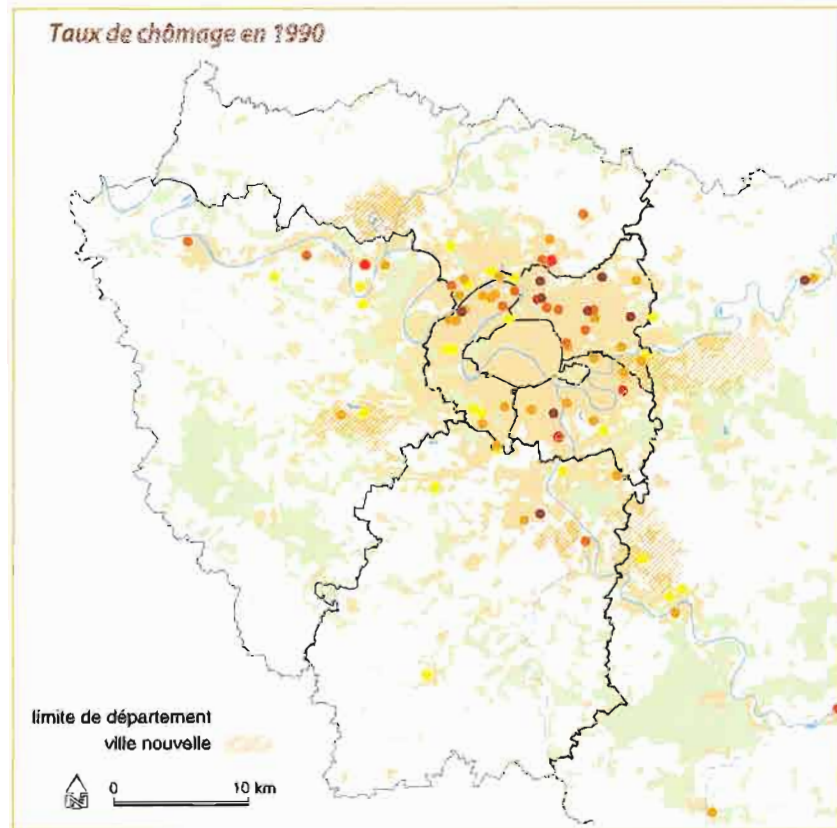 Taux de chômage en 1990
limite de département
ville nouvelle
N
0 10 km